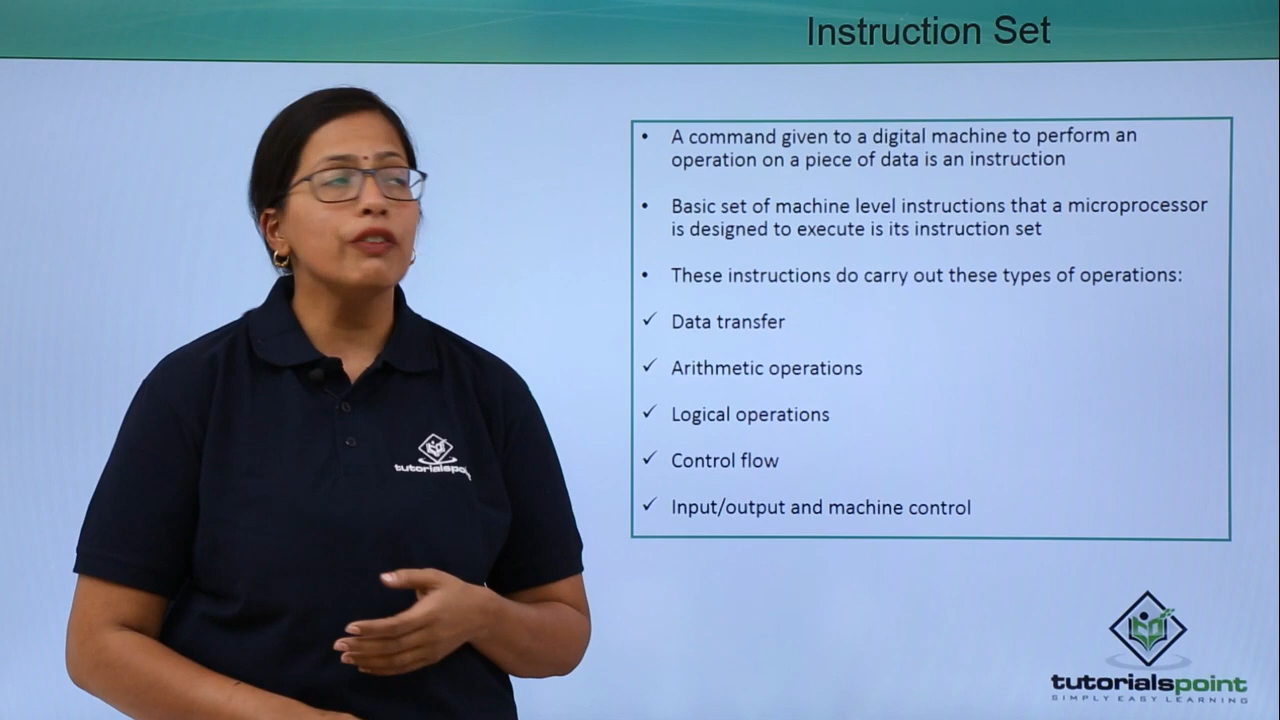 Instruction Set
• A command given to a digital machine to perform an
operation on a piece of data is an instruction
• Basic set of machine level instructions that a microprocessor
is designed to execute is its instruction set
• These instructions do carry out these types of operations:
✓ Data transfer
✓ Arithmetic operations
✓ Logical operations
✓ Control flow
✓ Input/output and machine control
tutorialspoint
tutorialspoint
SIMPLY EASY LEARNING